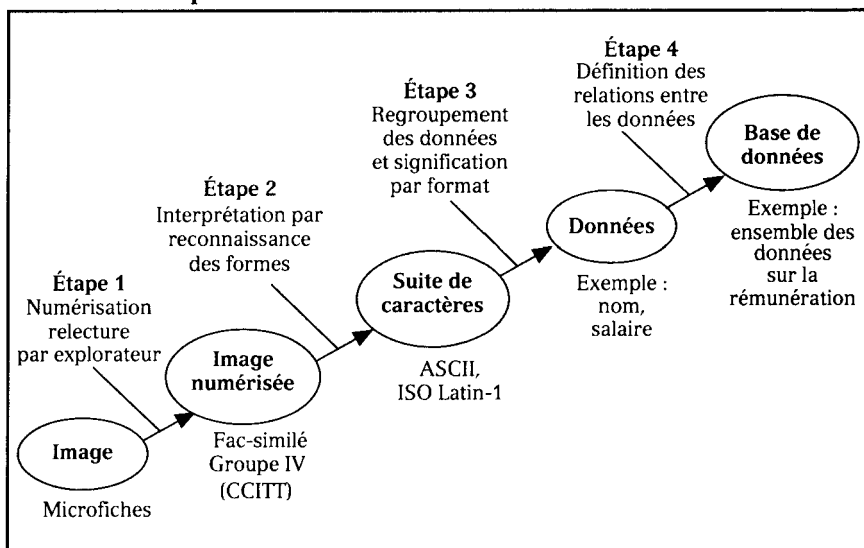 Étape 1
Numérisation
relecture
par explorateur
Image
Microfiches
Étape 2
Interprétation par
reconnaissance
des formes
Image
numérisée
Fac-similé
Groupe IV
(CCITT)
Étape 3
Regroupement
des données
et signification
par format
Suite de
caractères
ASCII,
ISO Latin-1
Étape 4
Définition des
relations entre
les données
Données
Exemple :
nom,
salaire
Base de
données
Exemple :
ensemble des
données
sur la
rémunération